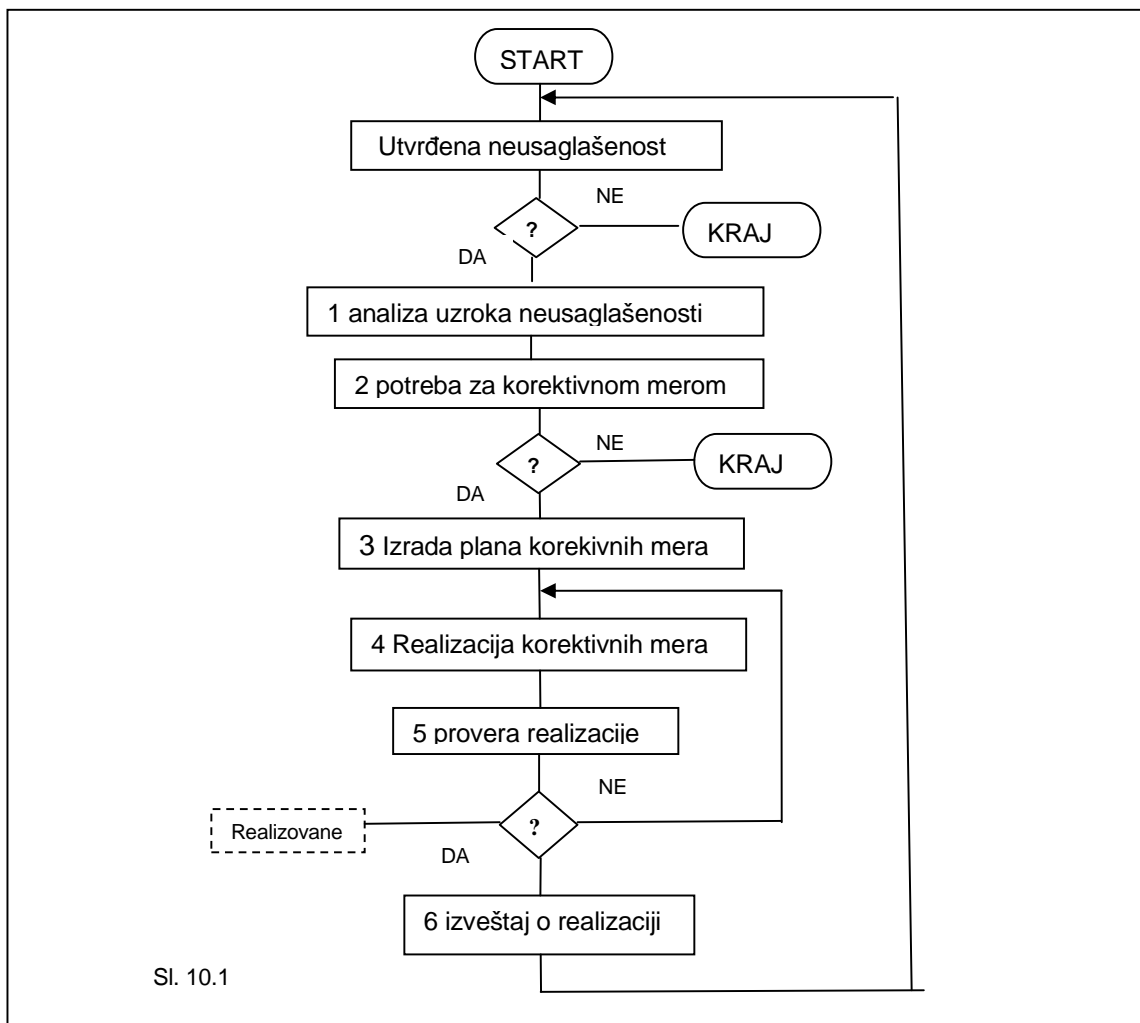 START
Utvrđena neusaglašenost
NE
?
KRAJ
DA
1 analiza uzroka neusaglašenosti
2 potreba za korektivnom merom
NE
?
KRAJ
DA
3 Izrada plana korekivnih mera
4 Realizacija korektivnih mera
5 provera realizacije
NE
Realizovane
?
DA
6 izveštaj o realizaciji
Sl. 10.1